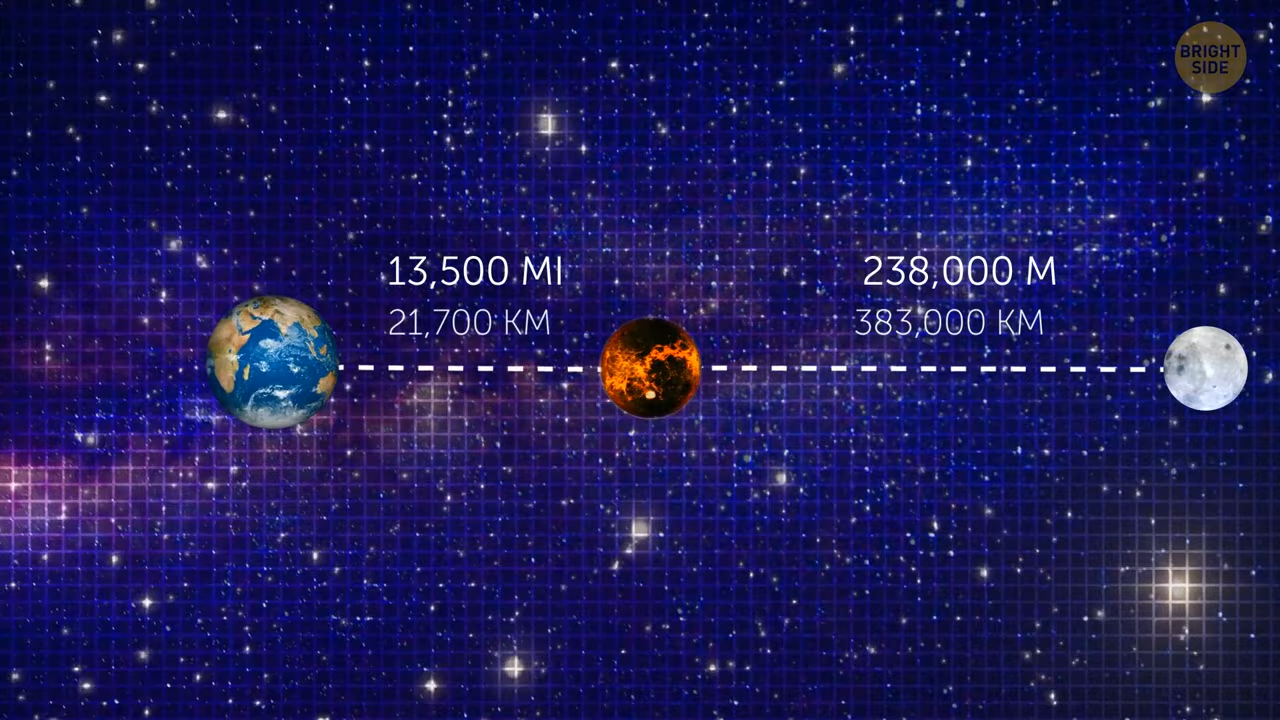 BRIGHT
SIDE
13,500 MI
238,000 M
21,700 KM
383,000 KM